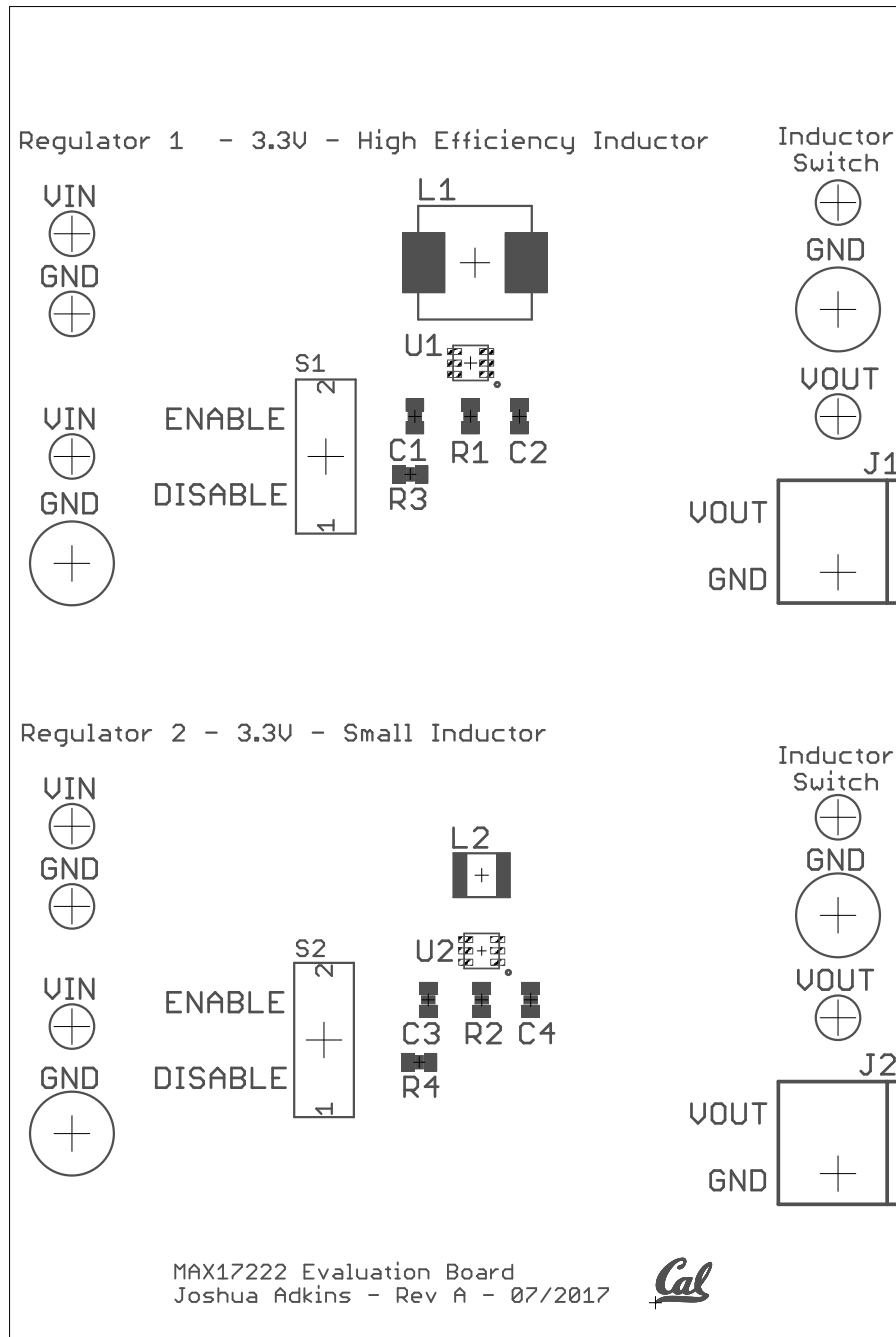 Regulator 1 - 3.3V - High Efficiency Inductor
Inductor
Switch
VIN
L1
GND
GND
U1
VOUT
S1
2
VIN
ENABLE
C1 R1 C2
J1
R3
GND
DISABLE
1
VOUT
GND
Regulator 2 - 3.3V - Small Inductor
Inductor
Switch
VIN
L2
GND
GND
U2
S2
2
VOUT
VIN
ENABLE
C3 R2 C4
J2
GND
DISABLE
R4
1
VOUT
GND
MAX17222 Evaluation Board
Joshua Adkins - Rev A - 07/2017
Cal